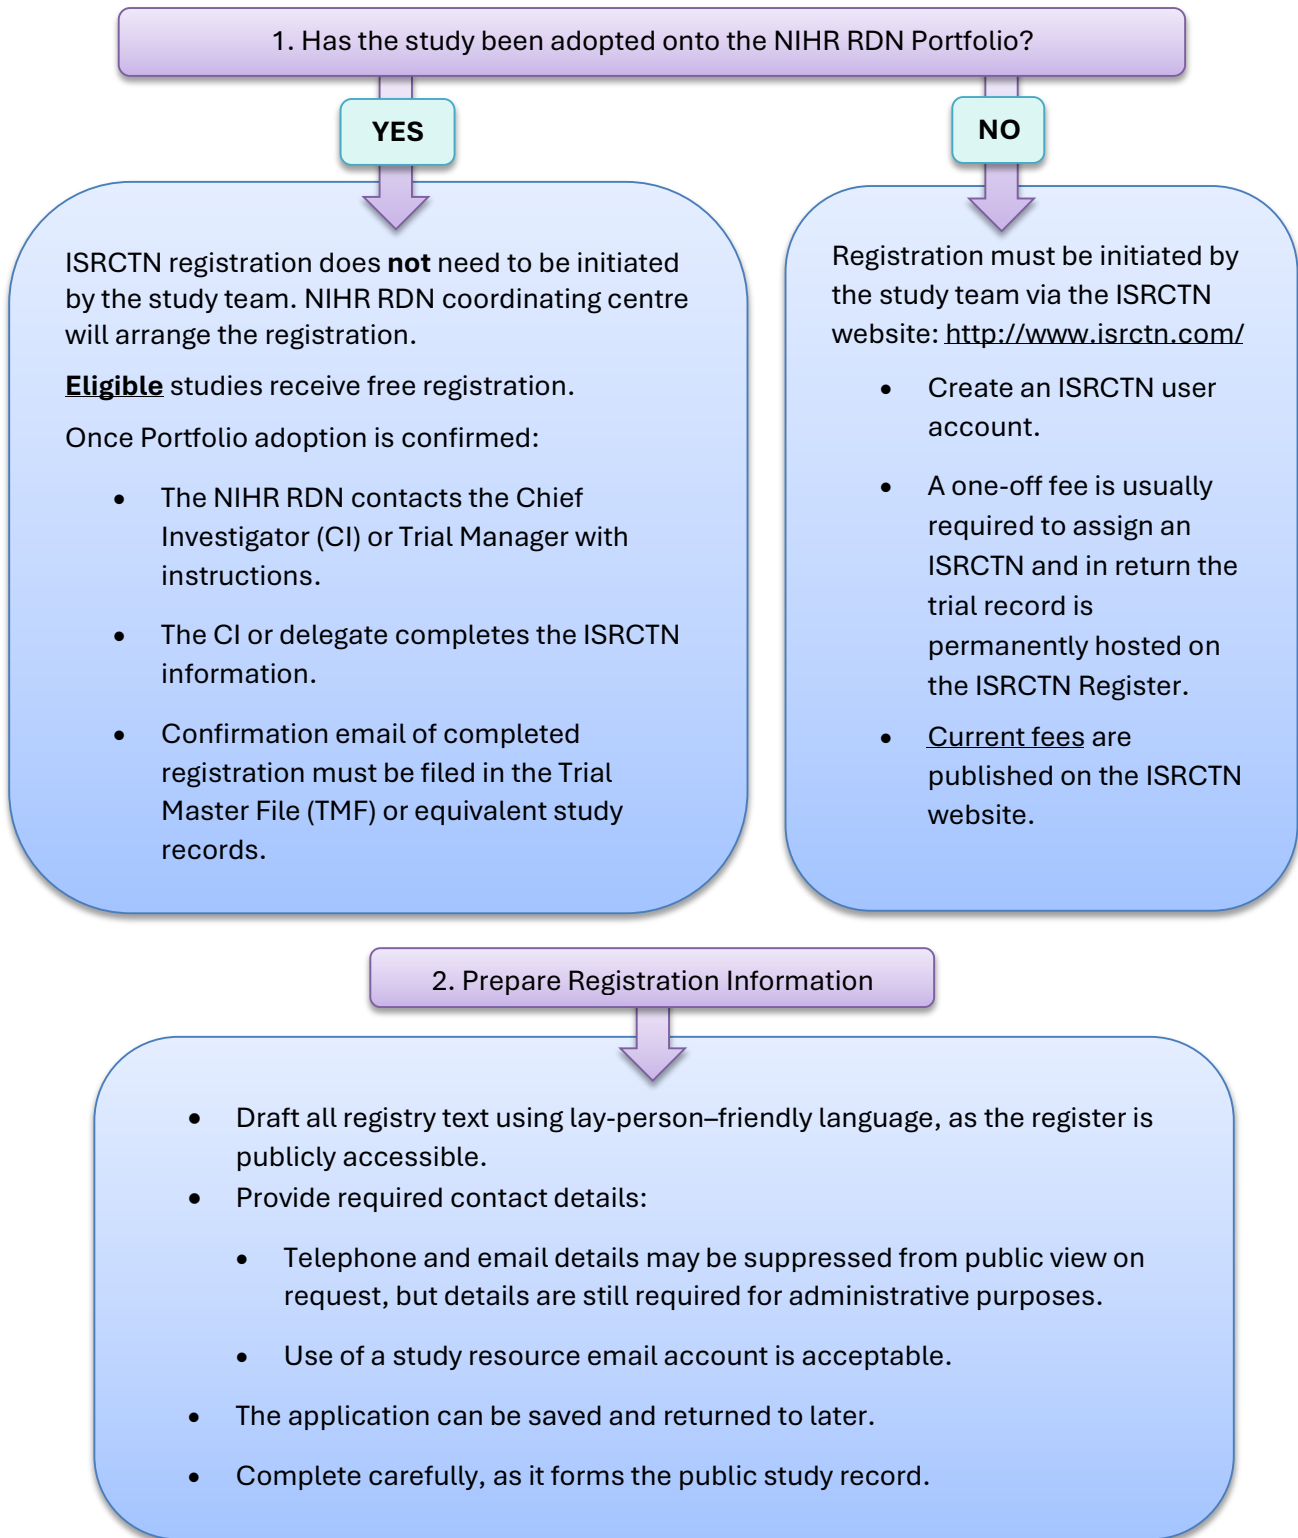 1. Has the study been adopted onto the NIHR RDN Portfolio?
YES
ISRCTN registration does not need to be initiated
by the study team. NIHR RDN coordinating centre
will arrange the registration.
Eligible studies receive free registration.
Once Portfolio adoption is confirmed:
• The NIHR RDN contacts the Chief
Investigator (CI) or Trial Manager with
instructions.
• The CI or delegate completes the ISRCTN
information.
• Confirmation email of completed
registration must be filed in the Trial
Master File (TMF) or equivalent study
records.
NO
Registration must be initiated by
the study team via the ISRCTN
website: http://www.isrctn.com/
• Create an ISRCTN user
account.
• A one-off fee is usually
required to assign an
ISRCTN and in return the
trial record is
permanently hosted on
the ISRCTN Register.
• Current fees are
published on the ISRCTN
website.
2. Prepare Registration Information
• Draft all registry text using lay-person–friendly language, as the register is
publicly accessible.
• Provide required contact details:
• Telephone and email details may be suppressed from public view on
request, but details are still required for administrative purposes.
• Use of a study resource email account is acceptable.
• The application can be saved and returned to later.
• Complete carefully, as it forms the public study record.